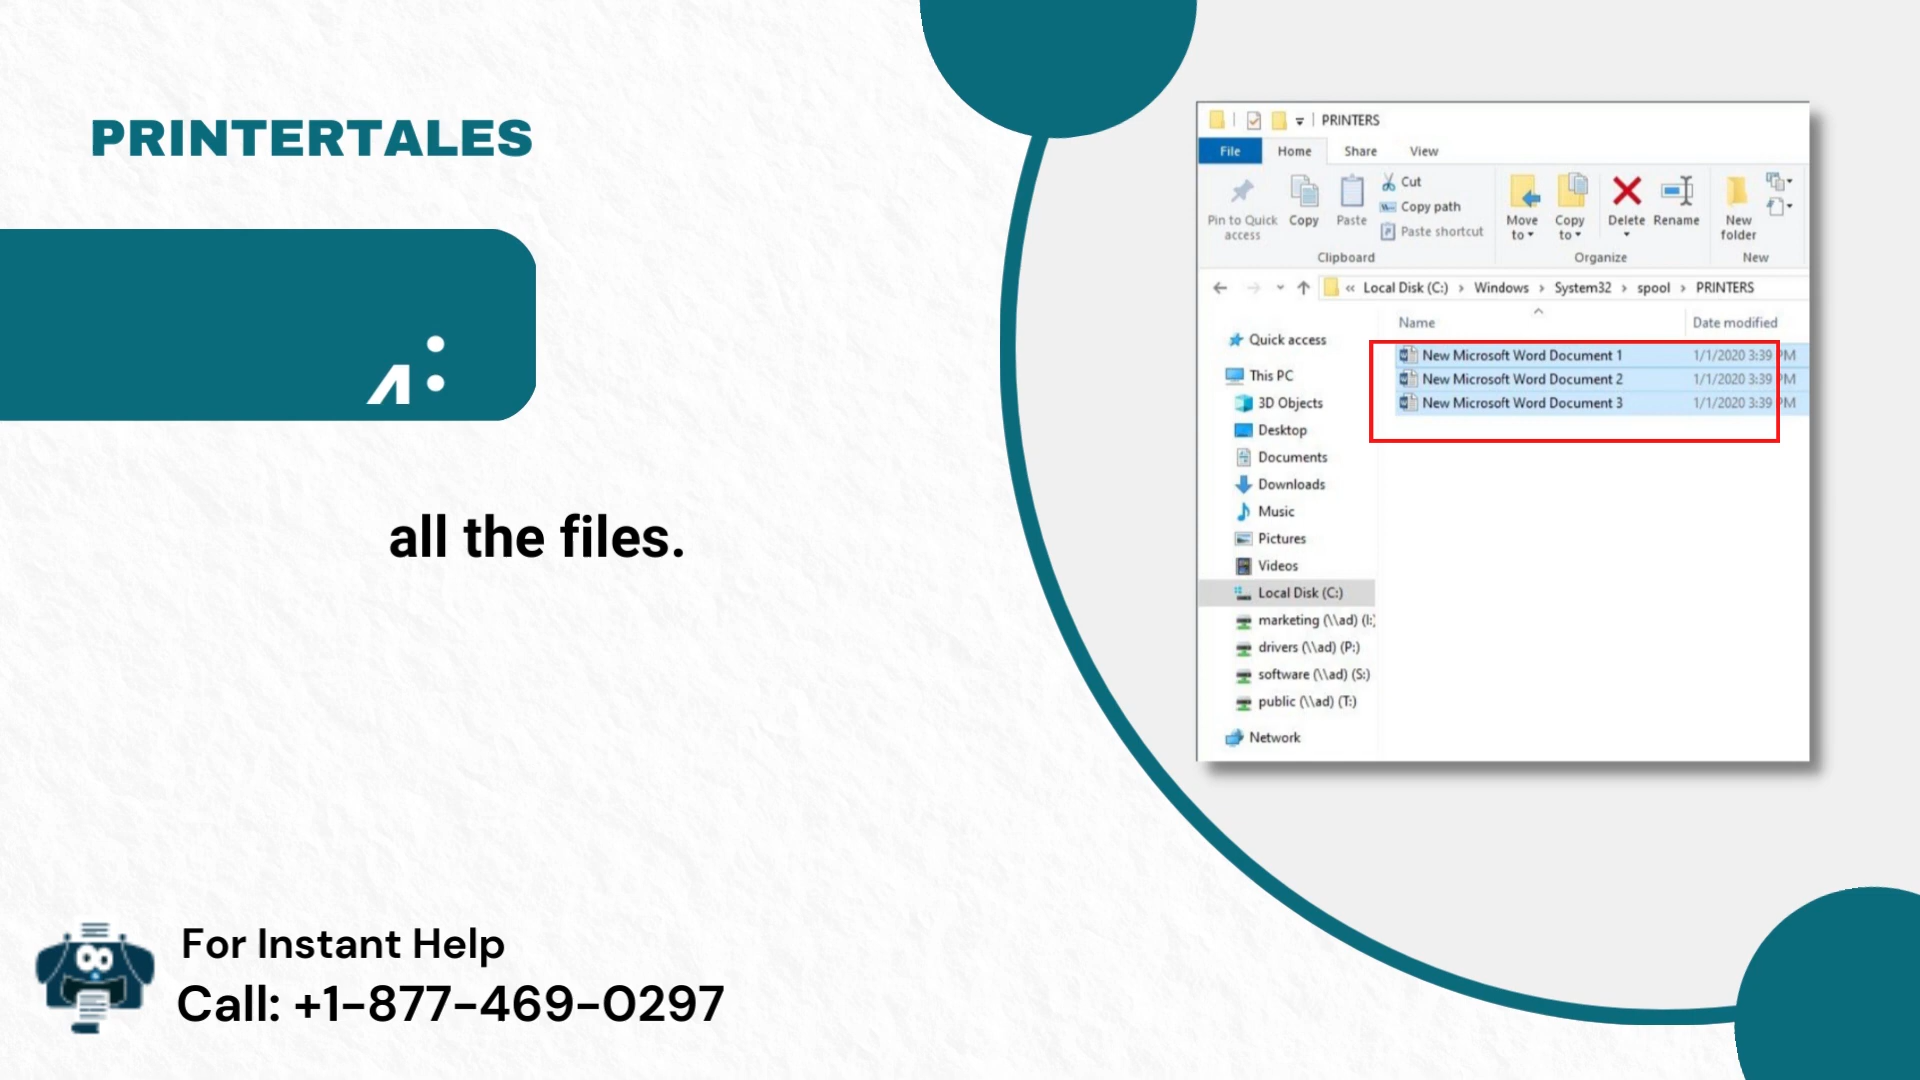 PRINTERTALES
:
all the files.
For Instant Help
Call: +1-877-469-0297
PRINTERS
File Home Share View
Pin to Quick access
Copy
Paste
Cut
Copy path
Paste shortcut
Move to
Copy to
Delete
Rename
New folder
Clipboard Organize New
« Local Disk (C:) > Windows > System32 > spool > PRINTERS
Name Date modified
New Microsoft Word Document 1 1/1/2020 3:39 PM
New Microsoft Word Document 2 1/1/2020 3:39 PM
New Microsoft Word Document 3 1/1/2020 3:39 PM
Quick access
This PC
3D Objects
Desktop
Documents
Downloads
Music
Pictures
Videos
Local Disk (C:)
marketing (\\ad) (I:)
drivers (\\ad) (P:)
software (\\ad) (S:)
public (\\ad) (T:)
Network